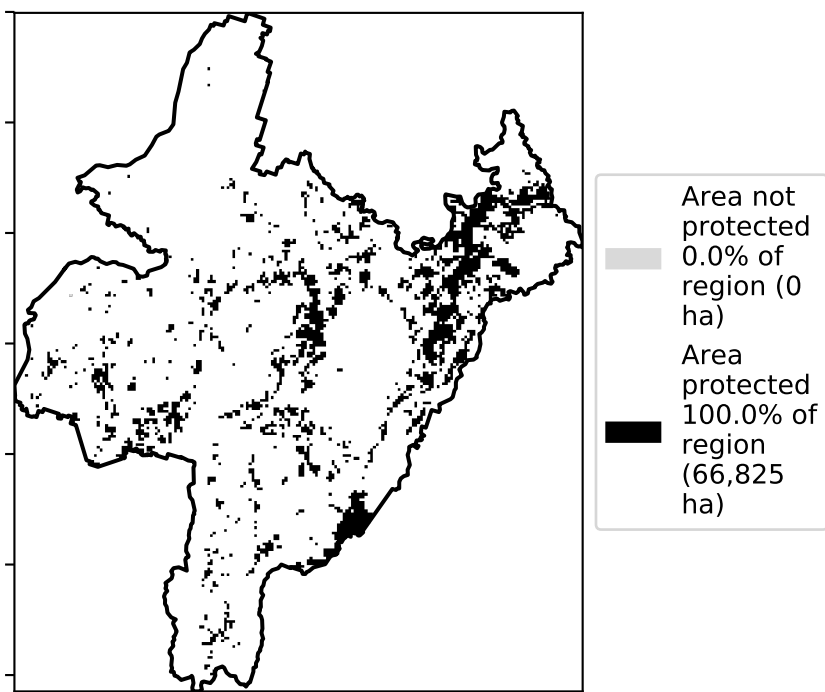 Area not
protected
0.0% of
region (0
ha)
Area
protected
100.0% of
region
(66,825
ha)